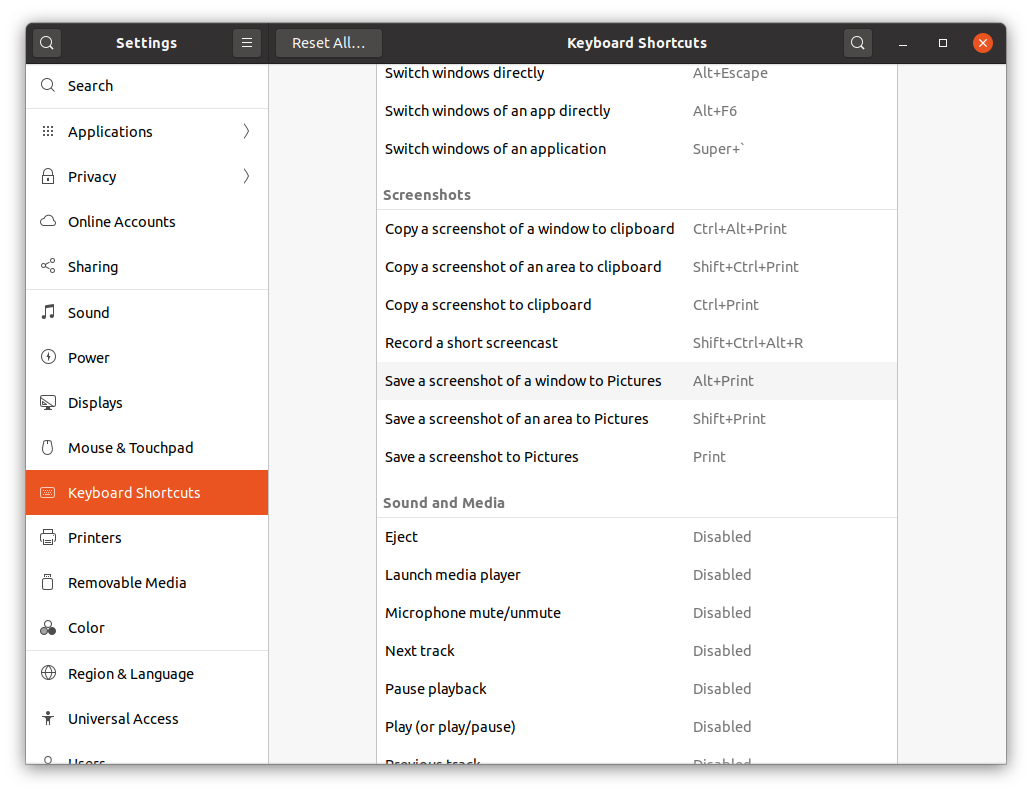 Settings
Reset All...
Keyboard Shortcuts
Search
Applications
Privacy
Online Accounts
Sharing
Sound
Power
Displays
Mouse & Touchpad
Keyboard Shortcuts
Printers
Removable Media
Color
Region & Language
Universal Access
Users
Switch windows directly Alt+Escape
Switch windows of an app directly Alt+F6
Switch windows of an application Super+`
Screenshots
Copy a screenshot of a window to clipboard Ctrl+Alt+Print
Copy a screenshot of an area to clipboard Shift+Ctrl+Print
Copy a screenshot to clipboard Ctrl+Print
Record a short screencast Shift+Ctrl+Alt+R
Save a screenshot of a window to Pictures Alt+Print
Save a screenshot of an area to Pictures Shift+Print
Save a screenshot to Pictures Print
Sound and Media
Eject Disabled
Launch media player Disabled
Microphone mute/unmute Disabled
Next track Disabled
Pause playback Disabled
Play (or play/pause) Disabled
Previous track Disabled